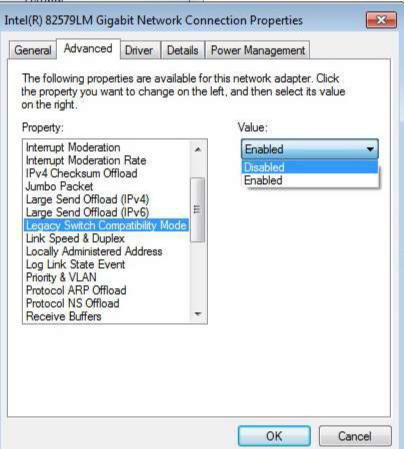 Intel(R) 82579LM Gigabit Network Connection Properties
General
Advanced
Driver
Details
Power Management
The following properties are available for this network adapter. Click
the property you want to change on the left, and then select its value
on the right.
Property:
Value:
Interrupt Moderation
Interrupt Moderation Rate
IPv4 Checksum Offload
Jumbo Packet
Large Send Offload (IPv4)
Large Send Offload (IPv6)
Legacy Switch Compatibility Mode
Link Speed & Duplex
Locally Administered Address
Log Link State Event
Priority & VLAN
Protocol ARP Offload
Protocol NS Offload
Receive Buffers
Enabled
Disabled
Enabled
OK
Cancel